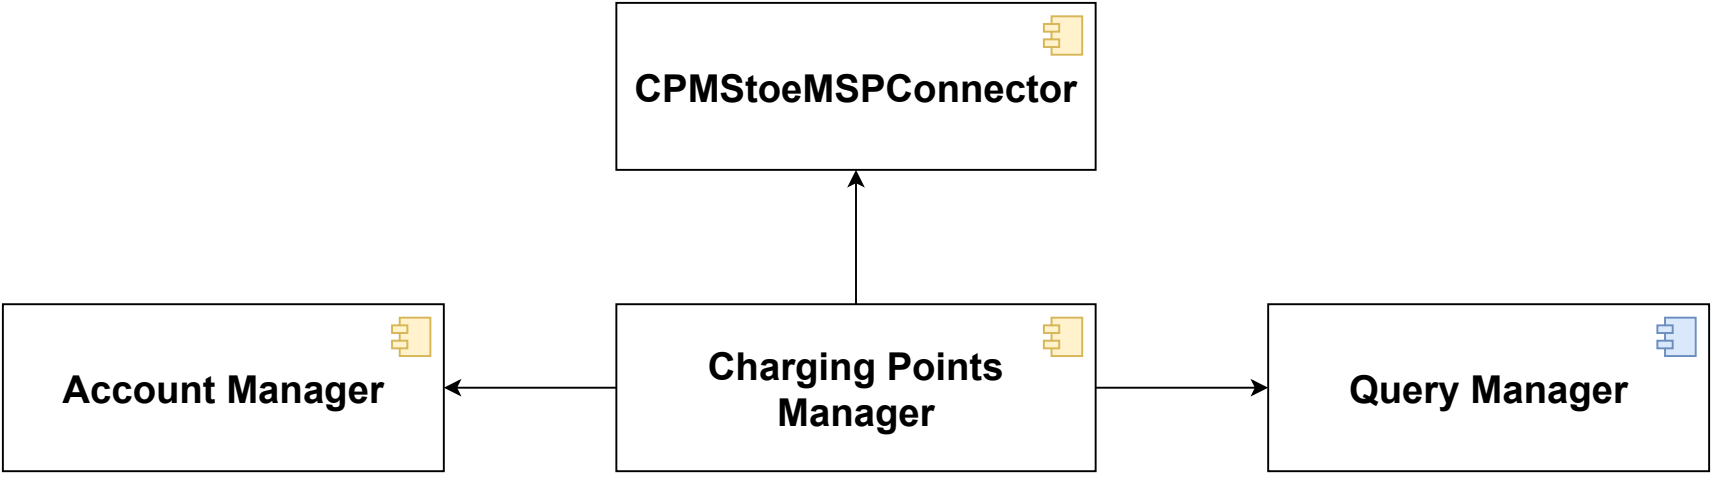 CPMStoeMSPConnector
Account Manager
Charging Points
Manager
Query Manager